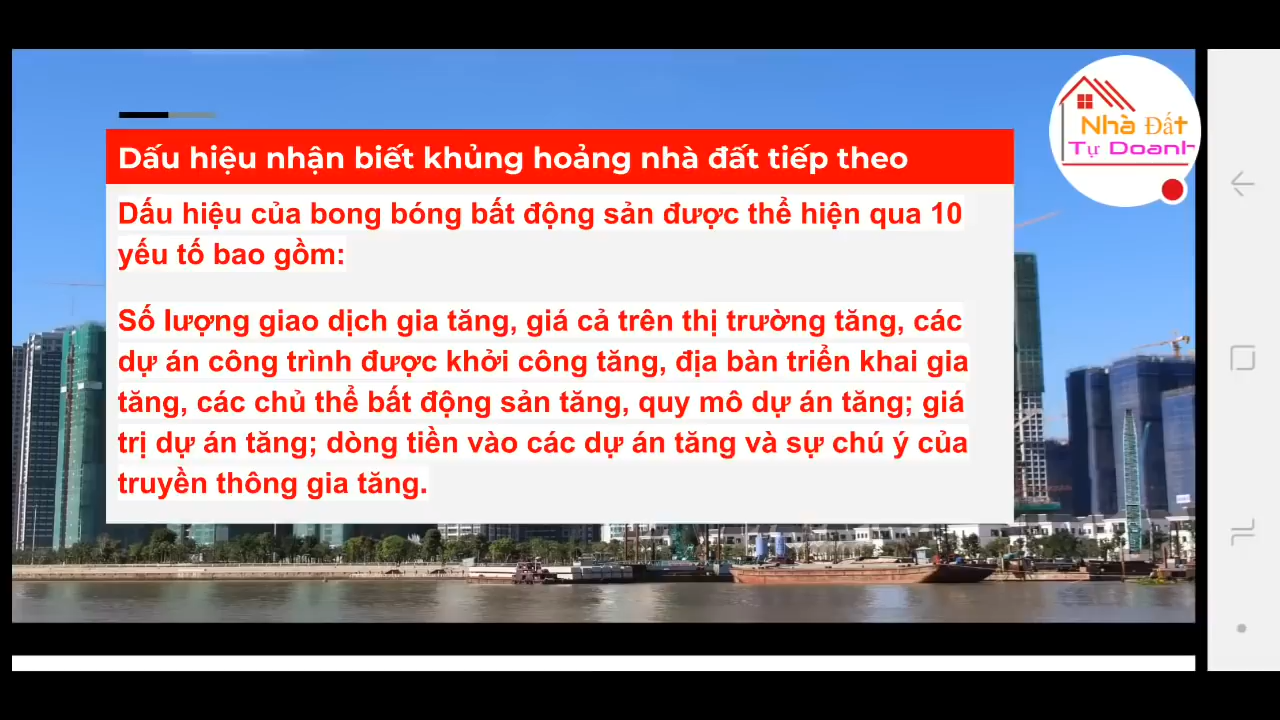 Dấu hiệu nhận biết khủng hoảng nhà đất tiếp theo
Dấu hiệu của bong bóng bất động sản được thể hiện qua 10
yếu tố bao gồm:
Số lượng giao dịch gia tăng, giá cả trên thị trường tăng, các
dự án công trình được khởi công tăng, địa bàn triển khai gia
tăng, các chủ thể bất động sản tăng, quy mô dự án tăng; giá
trị dự án tăng; dòng tiền vào các dự án tăng và sự chú ý của
truyền thông gia tăng.
Nhà Đất
Tự Doanh